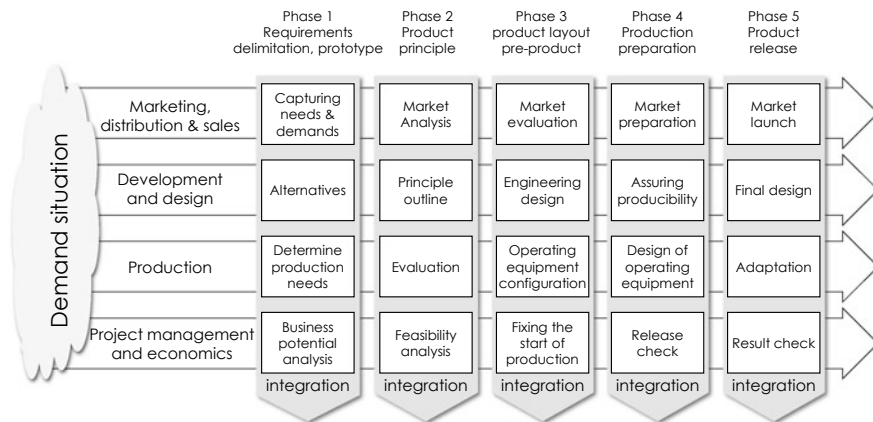 Phase 1
Requirements
delimitation, prototype
Phase 2
Product
principle
Phase 3
product layout
pre-product
Phase 4
Production
preparation
Phase 5
Product
release
Demand situation
Marketing,
distribution & sales
Capturing
needs &
demands
Market
Analysis
Market
evaluation
Market
preparation
Market
launch
Development
and design
Alternatives
Principle
outline
Engineering
design
Assuring
producibility
Final design
Production
Determine
production
needs
Evaluation
Operating
equipment
configuration
Design of
operating
equipment
Adaptation
Project management
and economics
Business
potential
analysis
Feasibility
analysis
Fixing the
start of
production
Release
check
Result check
integration
integration
integration
integration
integration